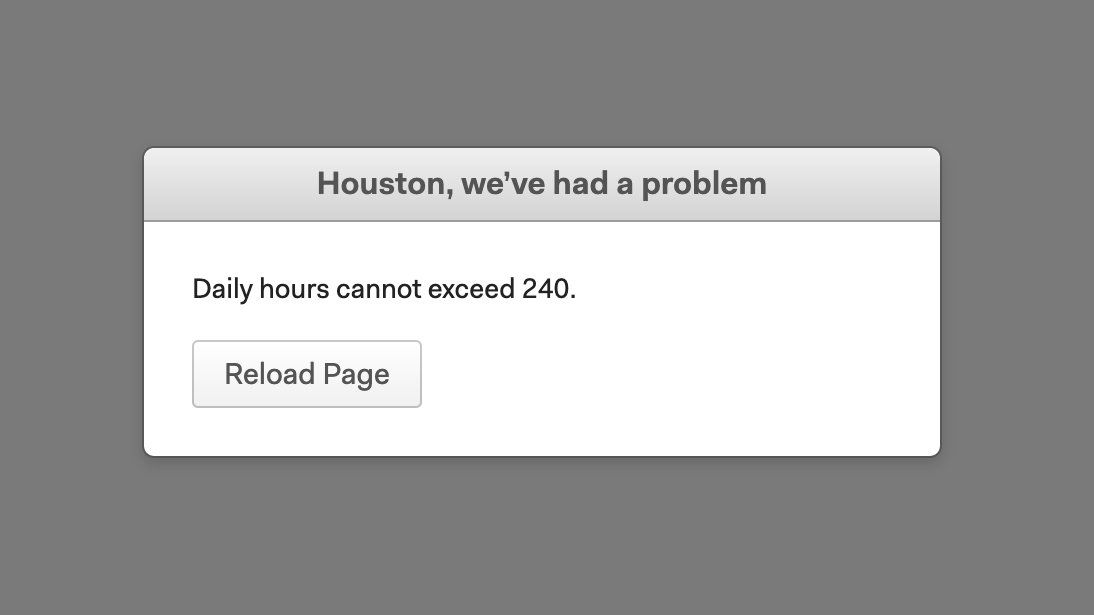 Houston, we’ve had a problem
Daily hours cannot exceed 240.
Reload Page